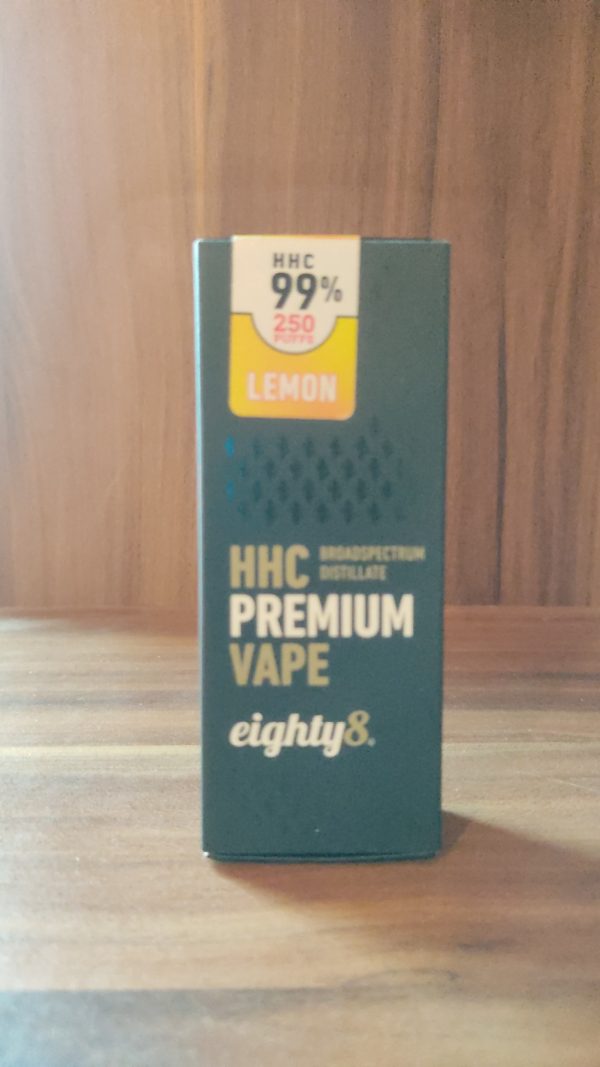 HHC
99%
250
PUFFS
LEMON
HHC BROADSPECTRUM
DISTILLATE
PREMIUM
VAPE
eighty8®